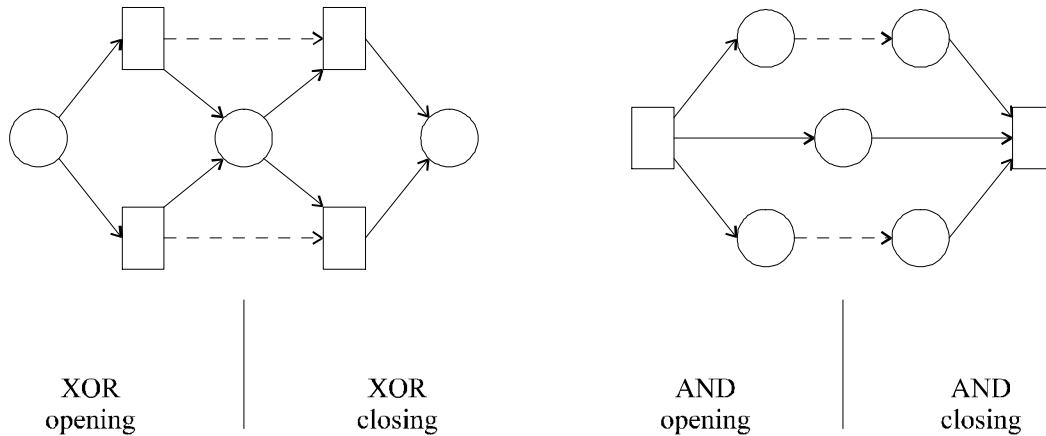 XOR
opening
XOR
closing
AND
opening
AND
closing